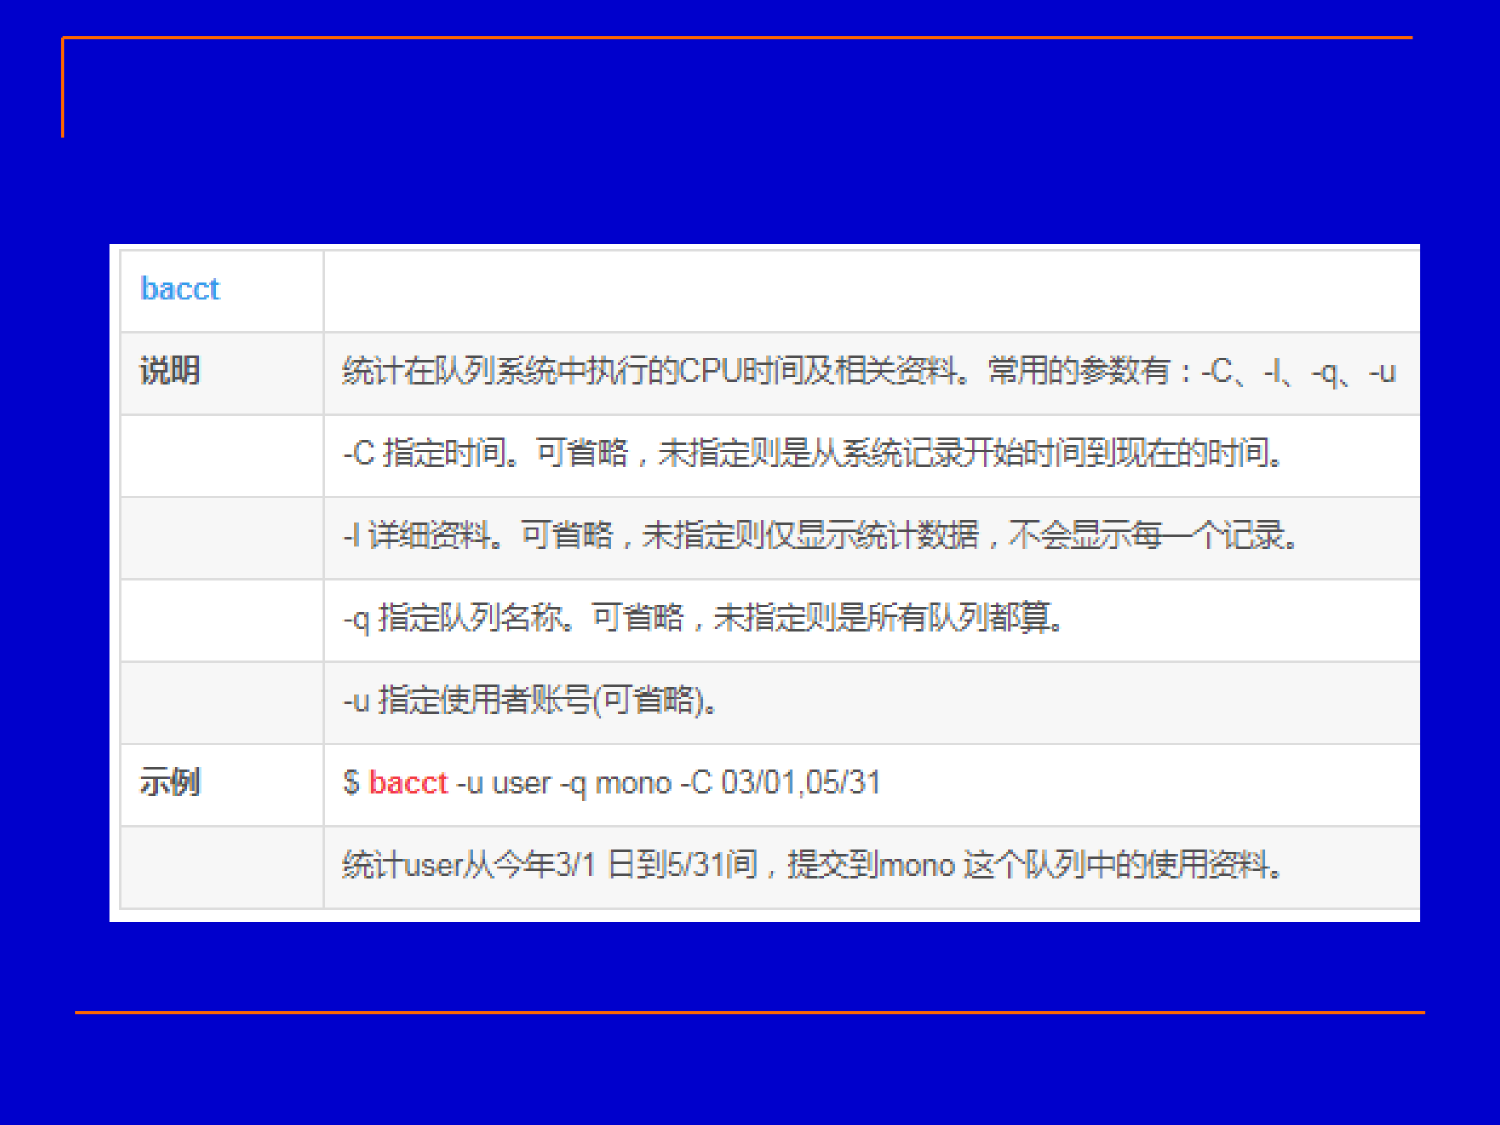 bacct
说明 统计在队列系统中执行的CPU时间及相关资料。常用的参数有：-C、-l、-q、-u
-C 指定时间。可省略，未指定则是从系统记录开始时间到现在的时间。
-l 详细资料。可省略，未指定则仅显示统计数据，不会显示每一个记录。
-q 指定队列名称。可省略，未指定则是所有队列都算。
-u 指定使用者账号(可省略)。
示例 $ bacct -u user -q mono -C 03/01,05/31
统计user从今年3/1 日到5/31间，提交到mono 这个队列中的使用资料。